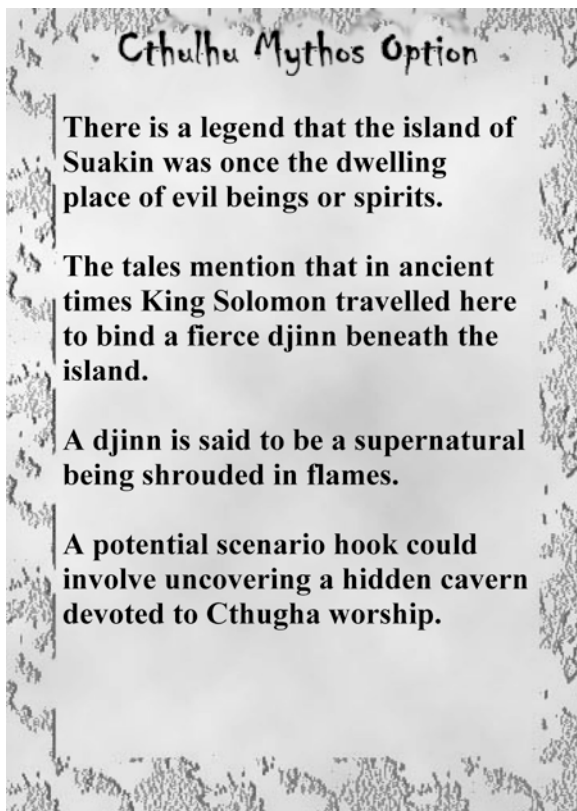 Cthulhu Mythos Option
There is a legend that the island of
Suakin was once the dwelling
place of evil beings or spirits.
The tales mention that in ancient
times King Solomon travelled here
to bind a fierce djinn beneath the
island.
A djinn is said to be a supernatural
being shrouded in flames.
A potential scenario hook could
involve uncovering a hidden cavern
devoted to Cthugha worship.